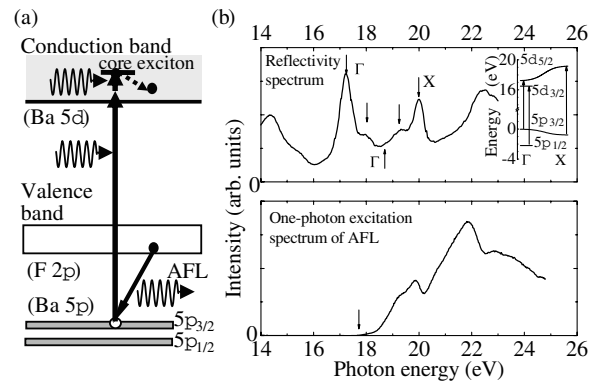 (a)
Conduction band
core exciton
(Ba 5d)
Valence
band
(F 2p)
AFL
(Ba 5p)
5p3/2
5p1/2
(b)
14 16 18 20 22 24 26
Reflectivity
spectrum
Γ
X
Γ
0
20
16
0
-4
Energy (eV)
5d5/2
5d3/2
5p3/2
5p1/2
Γ X
One-photon excitation
spectrum of AFL
0
Intensity (arb. units)
14 16 18 20 22 24 26
Photon energy (eV)